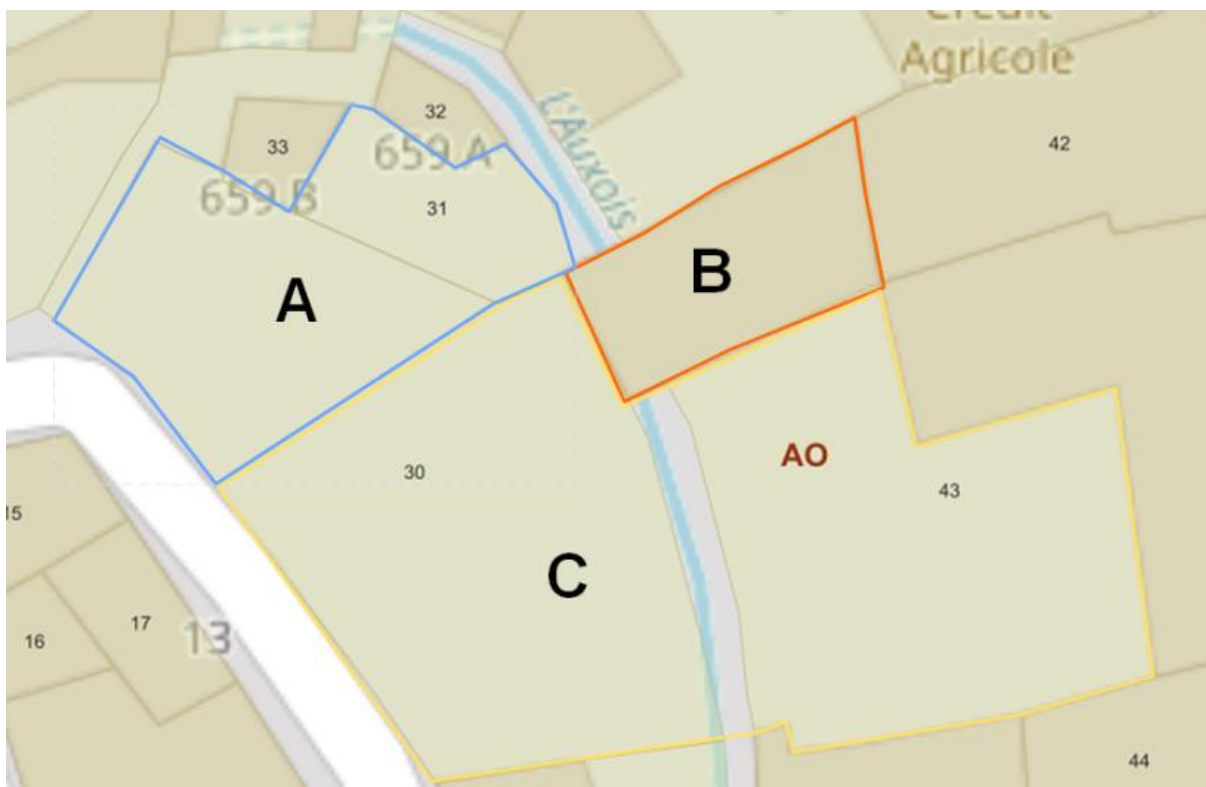 Crédit
Agricole
32
42
33
659 A
L'Auxois
659 B
31
A
B
AO
30
43
15
C
17
13
16
44